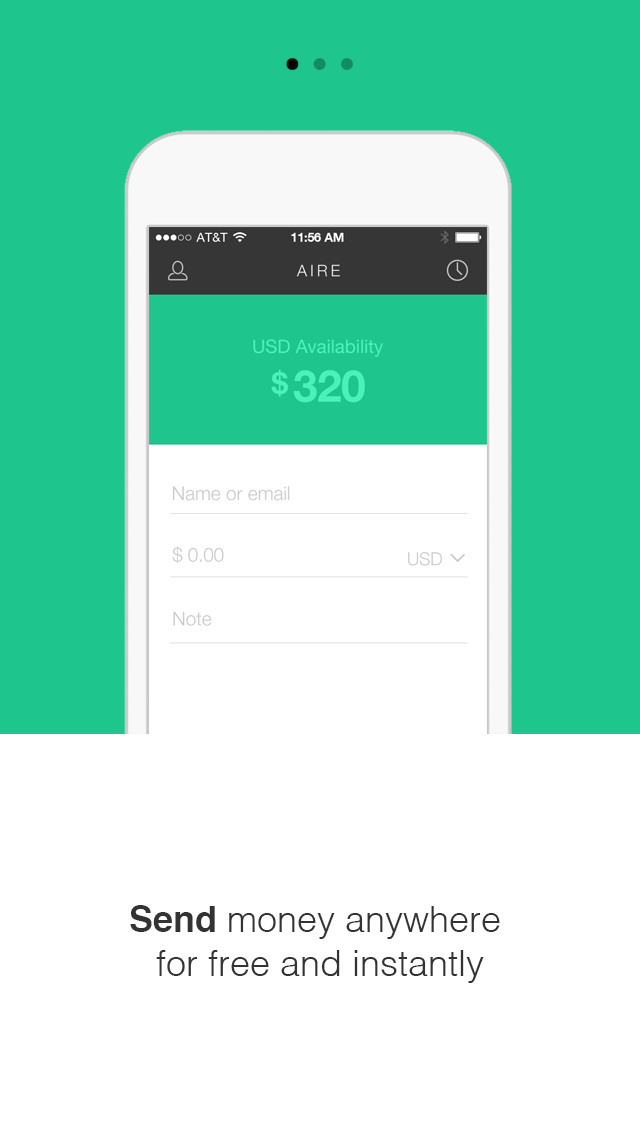 AT&T 11:56 AM
AIRE
USD Availability
$320
Name or email
$ 0.00 USD
Note
Send money anywhere
for free and instantly